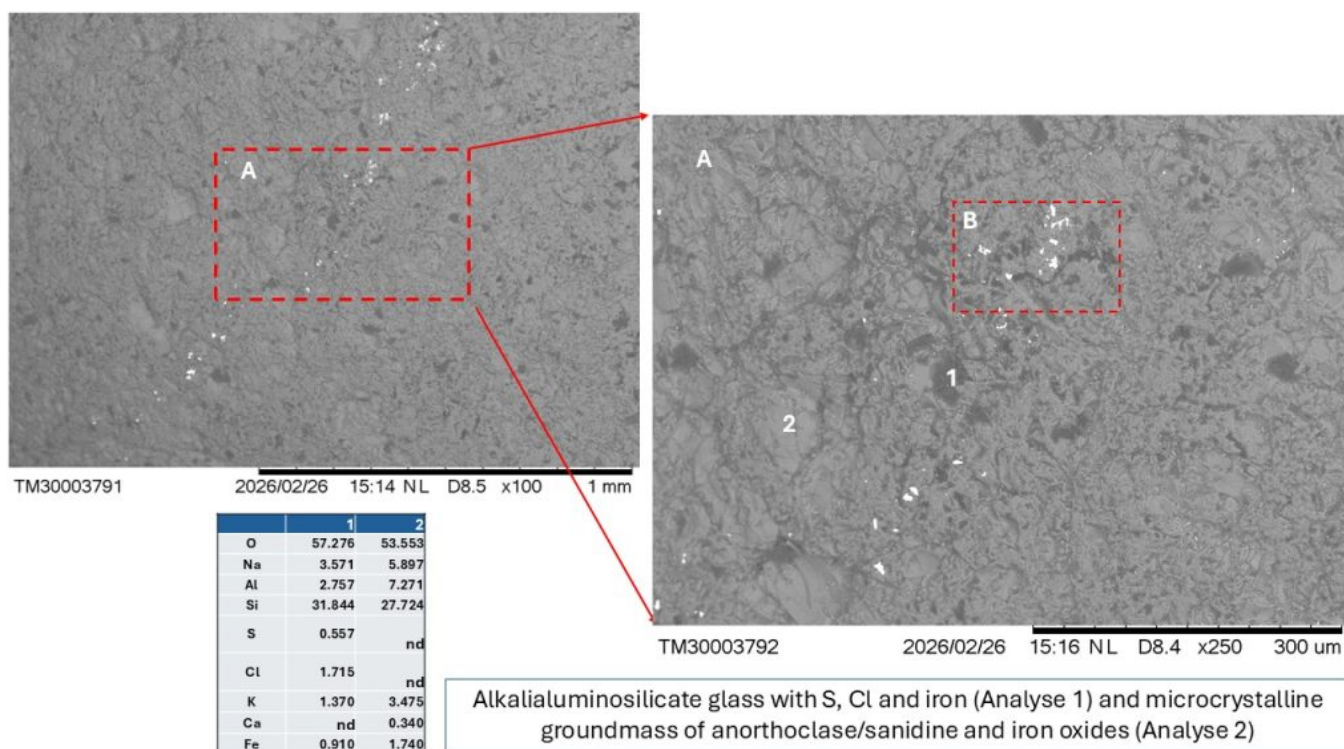 A
TM30003791 2026/02/26 15:14 NL D8.5 x100 1 mm
A
B
1
2
TM30003792 2026/02/26 15:16 NL D8.4 x250 300 um
1 2
O 57.276 53.553
Na 3.571 5.897
Al 2.757 7.271
Si 31.844 27.724
S 0.557 nd
Cl 1.715 nd
K 1.370 3.475
Ca nd 0.340
Fe 0.910 1.740
Alkalialuminosilicate glass with S, Cl and iron (Analyse 1) and microcrystalline
groundmass of anorthoclase/sanidine and iron oxides (Analyse 2)